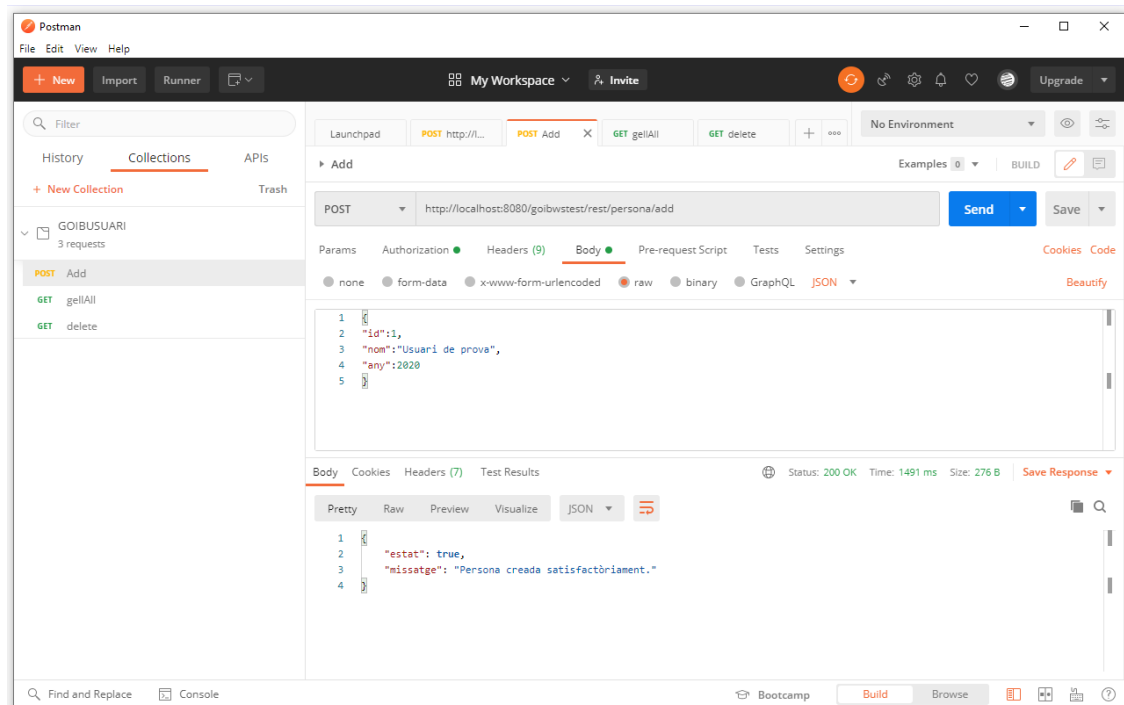 Postman
File Edit View Help
+ New Import Runner My Workspace Invite Upgrade
Filter
History Collections APIs
+ New Collection Trash
GOIBUSUARI
3 requests
POST Add
GET gellAll
GET delete
Launchpad POST http://l... POST Add X GET gellAll GET delete + ooo No Environment
Add Examples 0 BUILD
POST http://localhost:8080/goibwstest/rest/persona/add Send Save
Params Authorization Headers (9) Body Pre-request Script Tests Settings Cookies Code
none form-data x-www-form-urlencoded raw binary GraphQL JSON Beautify
1 {
2 "id":1,
3 "nom":"Usuari de prova",
4 "any":2020
5 }
Body Cookies Headers (7) Test Results Status: 200 OK Time: 1491 ms Size: 276 B Save Response
Pretty Raw Preview Visualize JSON
1 {
2 "estat": true,
3 "missatge": "Persona creada satisfactòriament."
4 }
Find and Replace Console Bootcamp Build Browse ?